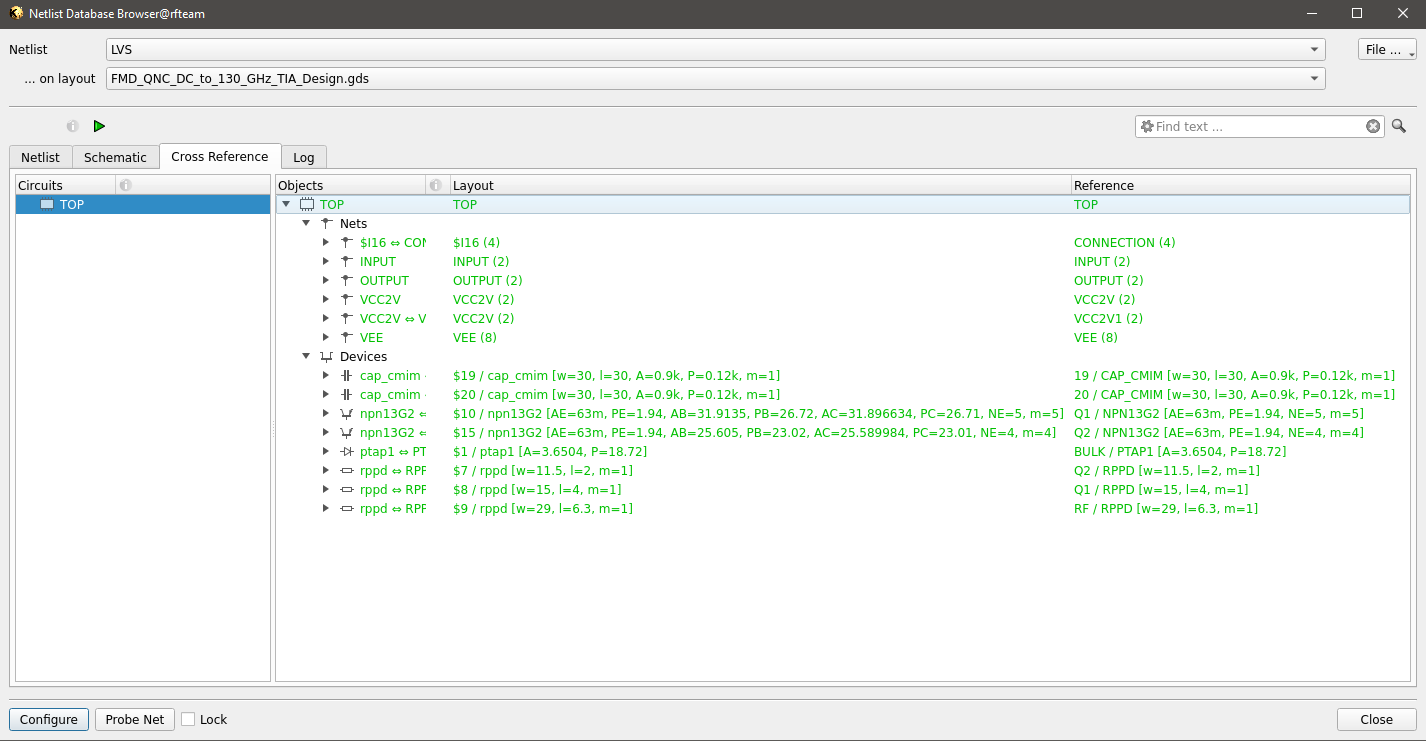 Netlist Database Browser@rfteam
Netlist LVS File ...
... on layout FMD_QNC_DC_to_130_GHz_TIA_Design.gds
Find text ...
Netlist Schematic Cross Reference Log
Circuits Objects Layout Reference
TOP TOP TOP TOP
Nets
$I16 ⇔ CON $I16 (4) CONNECTION (4)
INPUT INPUT (2) INPUT (2)
OUTPUT OUTPUT (2) OUTPUT (2)
VCC2V VCC2V (2) VCC2V (2)
VCC2V ⇔ V VCC2V (2) VCC2V1 (2)
VEE VEE (8) VEE (8)
Devices
cap_cmim $19 / cap_cmim [w=30, l=30, A=0.9k, P=0.12k, m=1] 19 / CAP_CMIM [w=30, l=30, A=0.9k, P=0.12k, m=1]
cap_cmim $20 / cap_cmim [w=30, l=30, A=0.9k, P=0.12k, m=1] 20 / CAP_CMIM [w=30, l=30, A=0.9k, P=0.12k, m=1]
npn13G2 ⇔ $10 / npn13G2 [AE=63m, PE=1.94, AB=31.9135, PB=26.72, AC=31.896634, PC=26.71, NE=5, m=5] Q1 / NPN13G2 [AE=63m, PE=1.94, NE=5, m=5]
npn13G2 ⇔ $15 / npn13G2 [AE=63m, PE=1.94, AB=25.605, PB=23.02, AC=25.589984, PC=23.01, NE=4, m=4] Q2 / NPN13G2 [AE=63m, PE=1.94, NE=4, m=4]
ptap1 ⇔ PT $1 / ptap1 [A=3.6504, P=18.72] BULK / PTAP1 [A=3.6504, P=18.72]
rppd ⇔ RPF $7 / rppd [w=11.5, l=2, m=1] Q2 / RPPD [w=11.5, l=2, m=1]
rppd ⇔ RPF $8 / rppd [w=15, l=4, m=1] Q1 / RPPD [w=15, l=4, m=1]
rppd ⇔ RPF $9 / rppd [w=29, l=6.3, m=1] RF / RPPD [w=29, l=6.3, m=1]
Configure Probe Net Lock Close